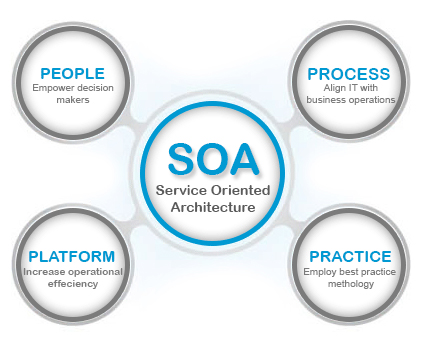 PEOPLE
Empower decision
makers
PROCESS
Align IT with
business operations
SOA
Service Oriented
Architecture
PLATFORM
Increase operational
effeciency
PRACTICE
Employ best practice
methology